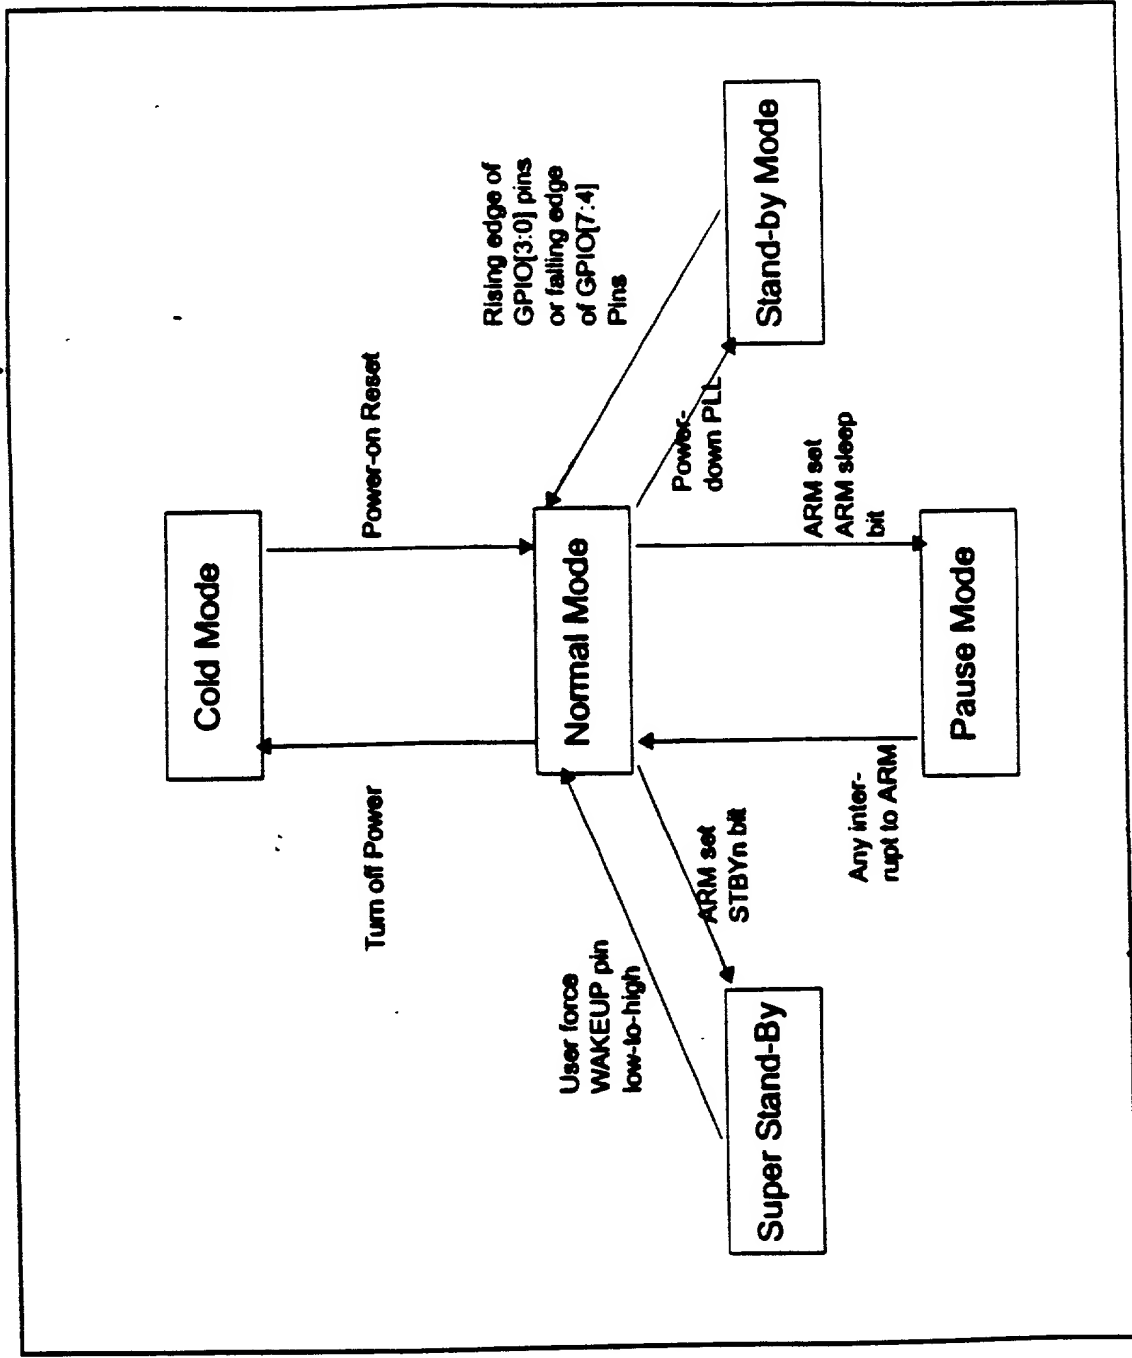 Cold Mode
Turn off Power
Power-on Reset
Rising edge of
GPIO[3:0] pins
or falling edge
of GPIO[7:4]
Pins
User force
WAKEUP pin
low-to-high
Normal Mode
Power-
down PLL
ARM set
STBYn bit
Super Stand-By
Stand-by Mode
Any inter-
rupt to ARM
ARM set
ARM sleep
bit
Pause Mode